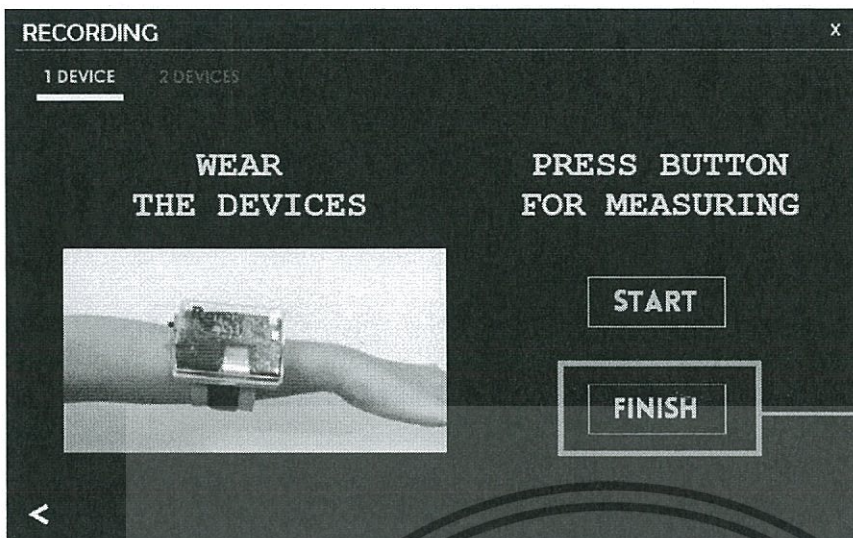 RECORDING
X
1 DEVICE 2 DEVICES
WEAR
THE DEVICES
PRESS BUTTON
FOR MEASURING
START
FINISH
<